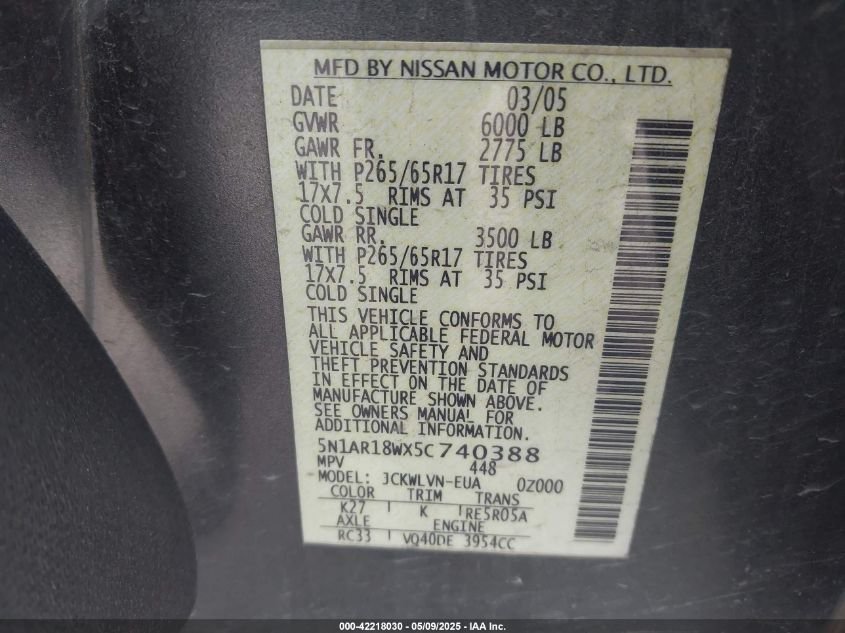 MFD BY NISSAN MOTOR CO., LTD.
DATE 03/05
GVWR 6000 LB
GAWR FR. 2775 LB
WITH P265/65R17 TIRES
17X7.5 RIMS AT 35 PSI
COLD SINGLE
GAWR RR. 3500 LB
WITH P265/65R17 TIRES
17X7.5 RIMS AT 35 PSI
COLD SINGLE
THIS VEHICLE CONFORMS TO
ALL APPLICABLE FEDERAL MOTOR
VEHICLE SAFETY AND
THEFT PREVENTION STANDARDS
IN EFFECT ON THE DATE OF
MANUFACTURE SHOWN ABOVE.
SEE OWNERS MANUAL FOR
ADDITIONAL INFORMATION.
5N1AR18WX5C740388
MPV 448
MODEL: JCKWLVN-EUA 0Z000
COLOR TRIM TRANS
K27 K RE5R05A
AXLE ENGINE
RC33 VQ40DE 3954CC
000-42218030 - 05/09/2025 - IAA Inc.